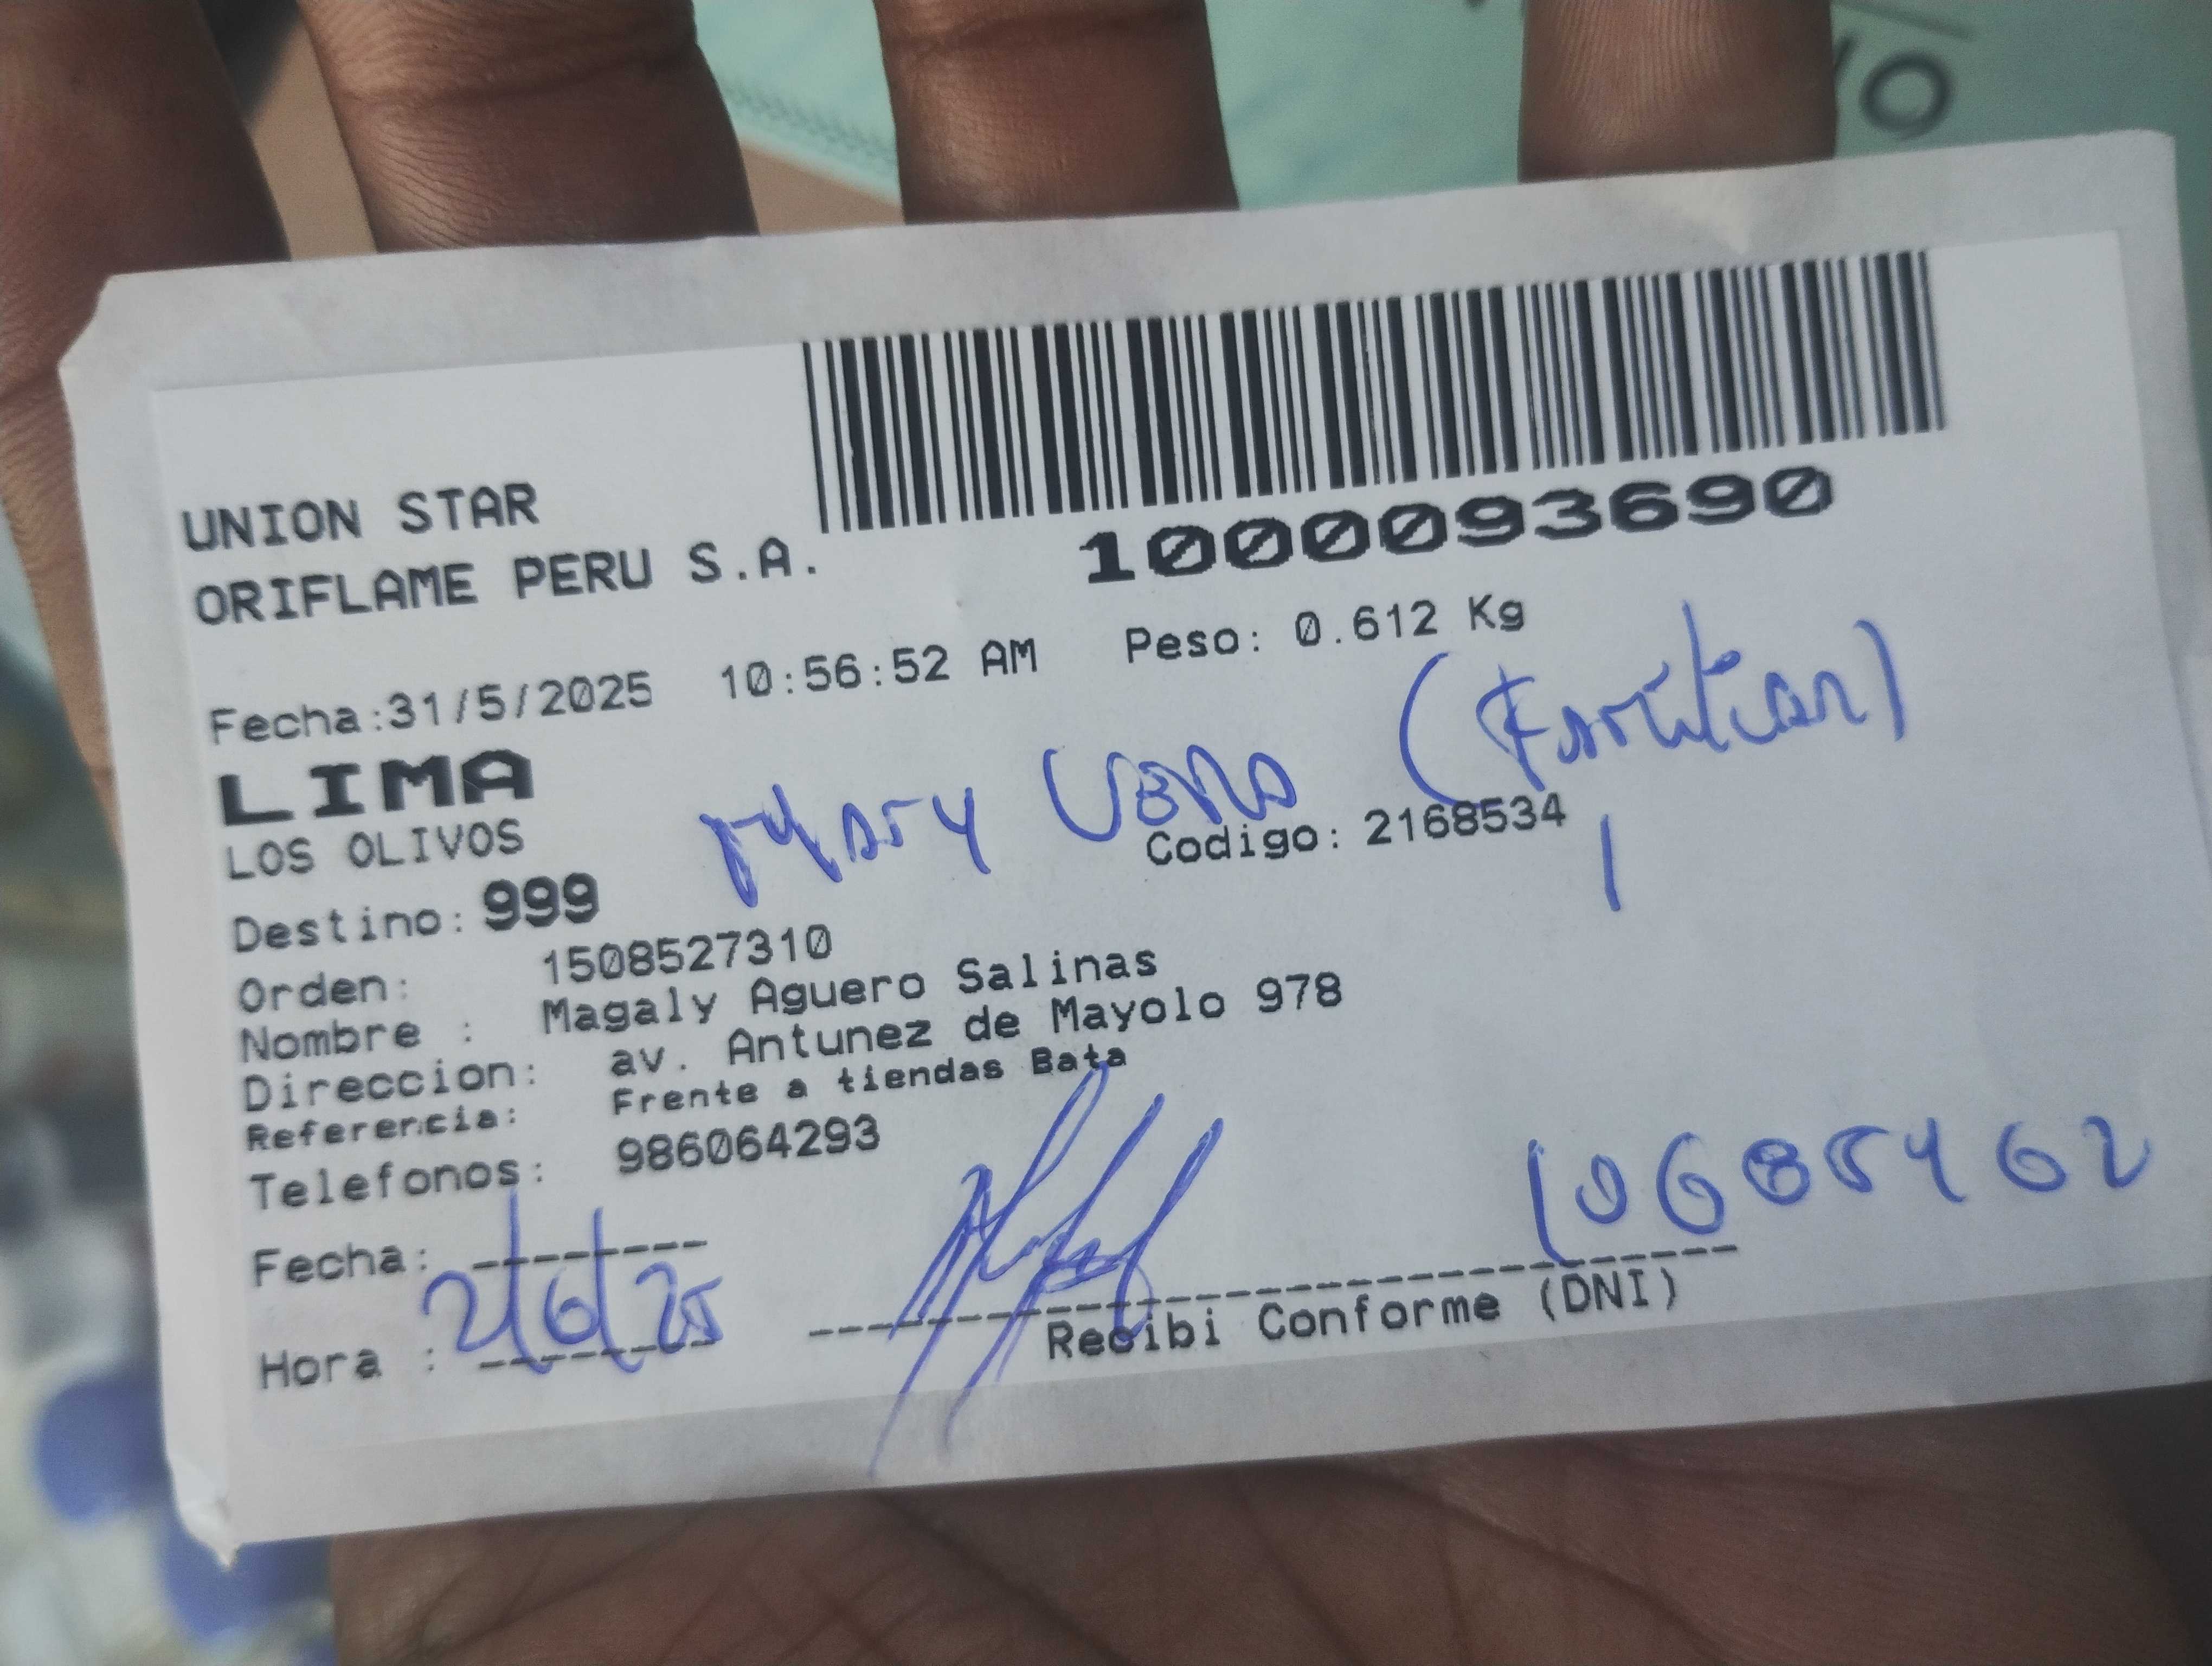 UNION STAR
ORIFLAME PERU S.A.
1000093690
Fecha:31/5/2025 10:56:52 AM Peso: 0.612 Kg
LIMA
LOS OLIVOS
Mary Vera (Familiar)
Codigo: 2168534
Destino: 999
Orden: 1508527310
Nombre : Magaly Aguero Salinas
Direccion: av. Antunez de Mayolo 978
Referencia: Frente a tiendas Bata
Telefonos: 986064293
Fecha:
2/6/25
Hora :
10685462
Recibi Conforme (DNI)